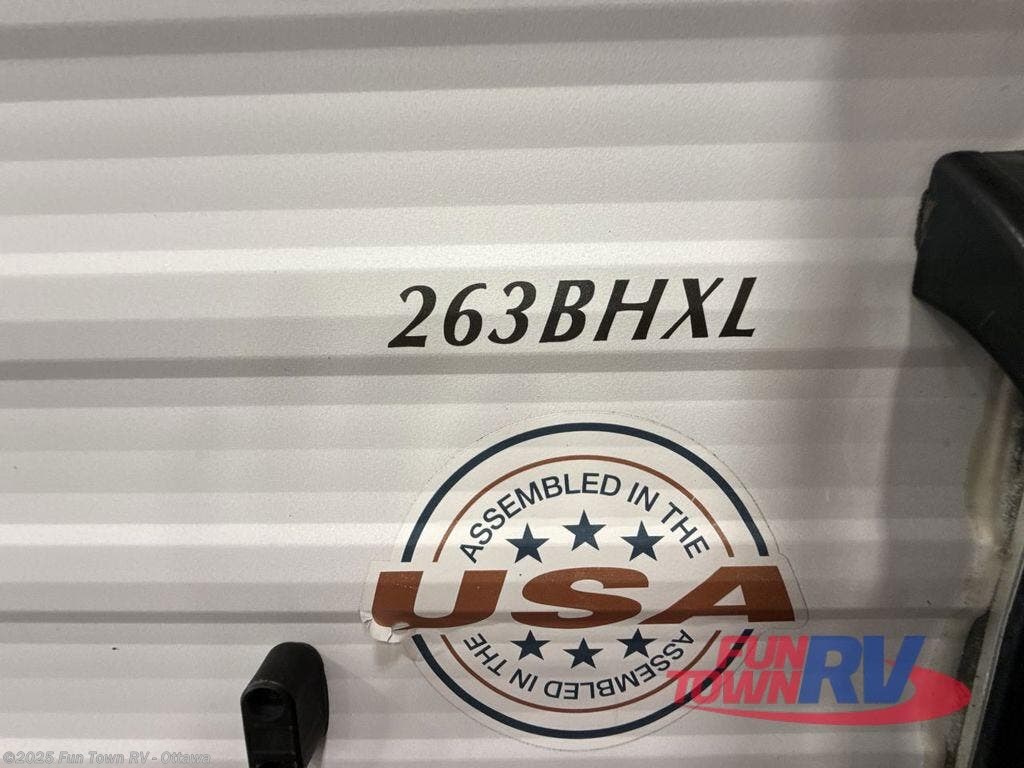 263BHXL
ASSEMBLED IN THE
USA
ASSEMBLED IN THE
FUN TOWN RV
©2025 Fun Town RV - Ottawa